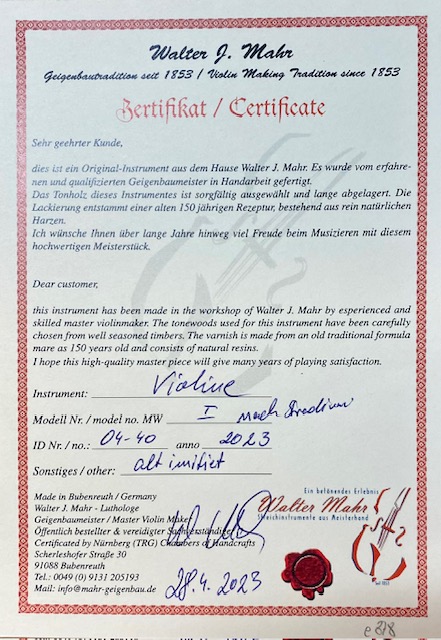 Walter J. Mahr
Geigenbautradition seit 1853 / Violin Making Tradition since 1853
Zertifikat / Certificate
Sehr geehrter Kunde,
dies ist ein Original-Instrument aus dem Hause Walter J. Mahr. Es wurde vom erfahre-
nen und qualifizierten Geigenbaumeister in Handarbeit gefertigt.
Das Tonholz dieses Instrumentes ist sorgfältig ausgewählt und lange abgelagert. Die
Lackierung entstammt einer alten 150 jährigen Rezeptur, bestehend aus rein natürlichen
Harzen.
Ich wünsche Ihnen über lange Jahre hinweg viel Freude beim Musizieren mit diesem
hochwertigen Meisterstück.
Dear customer,
this instrument has been made in the workshop of Walter J. Mahr by esperienced and
skilled master violinmaker. The tonewoods used for this instrument have been carefully
chosen from well seasoned timbers. The varnish is made from an old traditional formula
mare as 150 years old and consists of natural resins.
I hope this high-quality master piece will give many years of playing satisfaction.
Instrument: Violine
Modell Nr. / model no. MW I nach Stradivari
ID Nr. / no.: 04-40 anno 2023
Sonstiges / other: alt imitiet
Made in Bubenreuth / Germany
Walter J. Mahr - Luthologe
Geigenbaumeister / Master Violin Maker
Öffentlich bestellter & vereidigter Sachverständige
Certificated by Nürnberg (TRG) Chambers of Handcrafts
Scherleshofer Straße 30
91088 Bubenreuth
Tel.: 0049 (0) 9131 205193
Mail: info@mahr-geigenbau.de
28.4. 2023
Ein betönendes Erlebnis
Walter Mahr
Streichinstrumente aus Meisterhand